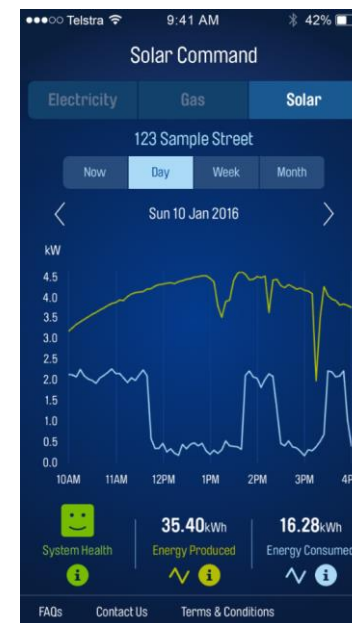 Telstra 9:41 AM 42%
Solar Command
Electricity Gas Solar
123 Sample Street
Now Day Week Month
Sun 10 Jan 2016
kW
4.5
4.0
3.5
3.0
2.5
2.0
1.5
1.0
0.5
0.0
10AM 11AM 12PM 1PM 2PM 3PM 4P
35.40kWh 16.28kWh
System Health Energy Produced Energy Consumed
i i i
FAQs Contact Us Terms & Conditions